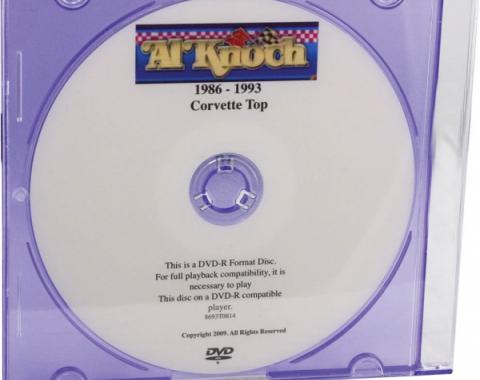 Al Knoch
1986 - 1993
Corvette Top
This is a DVD-R Format Disc.
For full playback compatibility, it is
necessary to play
This disc on a DVD-R compatible
player.
8693T0814
Copyright 2009. All Rights Reserved
DVD